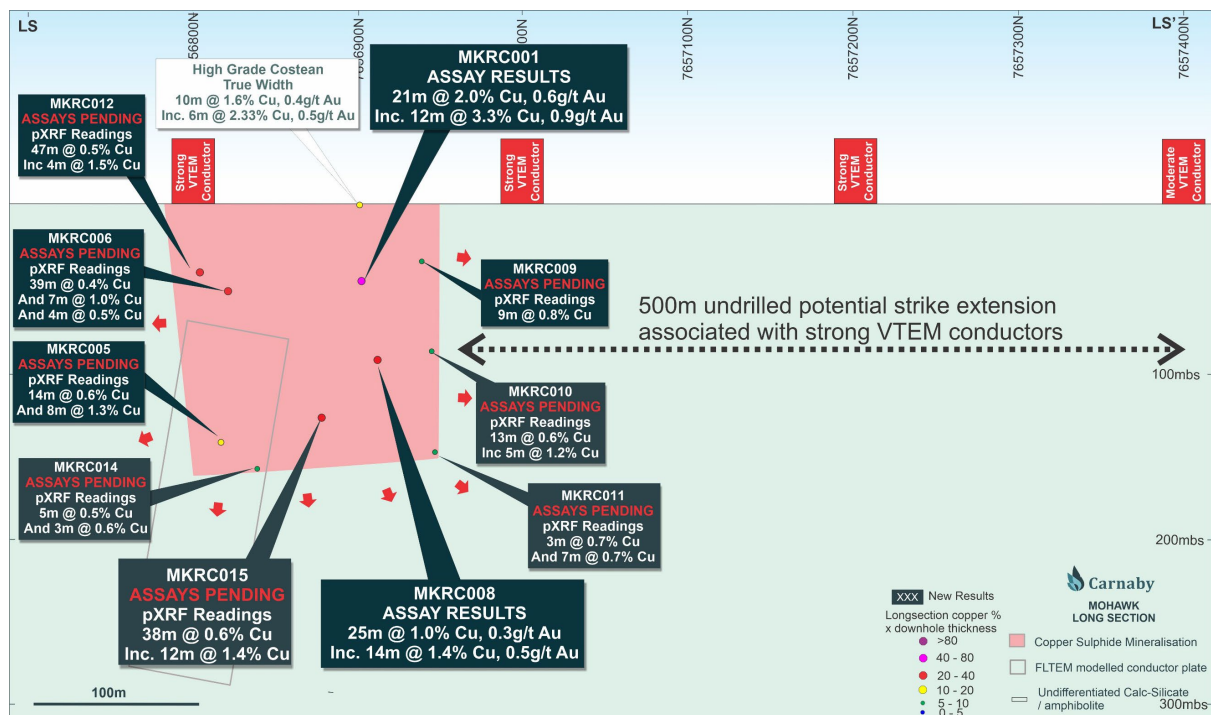 LS
56800N
656900N
000N
7657100N
7657200N
7657300N
7657400N
LS'
High Grade Costean
True Width
10m @ 1.6% Cu, 0.4g/t Au
Inc. 6m @ 2.33% Cu, 0.5g/t Au
MKRC001
ASSAY RESULTS
21m @ 2.0% Cu, 0.6g/t Au
Inc. 12m @ 3.3% Cu, 0.9g/t Au
MKRC012
ASSAYS PENDING
pXRF Readings
47m @ 0.5% Cu
Inc 4m @ 1.5% Cu
Strong
VTEM
Conductor
Strong
VTEM
Conductor
Strong
VTEM
Conductor
Moderate
VTEM
Conductor
MKRC006
ASSAYS PENDING
pXRF Readings
39m @ 0.4% Cu
And 7m @ 1.0% Cu
And 4m @ 0.5% Cu
MKRC009
ASSAYS PENDING
pXRF Readings
9m @ 0.8% Cu
500m undrilled potential strike extension
associated with strong VTEM conductors
MKRC005
ASSAYS PENDING
pXRF Readings
14m @ 0.6% Cu
And 8m @ 1.3% Cu
100mbs
MKRC010
ASSAYS PENDING
pXRF Readings
13m @ 0.6% Cu
Inc 5m @ 1.2% Cu
MKRC014
ASSAYS PENDING
pXRF Readings
5m @ 0.5% Cu
And 3m @ 0.6% Cu
MKRC011
ASSAYS PENDING
pXRF Readings
3m @ 0.7% Cu
And 7m @ 0.7% Cu
200mbs
MKRC015
ASSAYS PENDING
pXRF Readings
38m @ 0.6% Cu
Inc. 12m @ 1.4% Cu
MKRC008
ASSAY RESULTS
25m @ 1.0% Cu, 0.3g/t Au
Inc. 14m @ 1.4% Cu, 0.5g/t Au
100m
XXX New Results
Longsection copper %
x downhole thickness
>80
40 - 80
20 - 40
10 - 20
5 - 10
0 - 5
Carnaby
MOHAWK
LONG SECTION
Copper Sulphide Mineralisation
FLTEM modelled conductor plate
Undifferentiated Calc-Silicate
/ amphibolite
300mbs